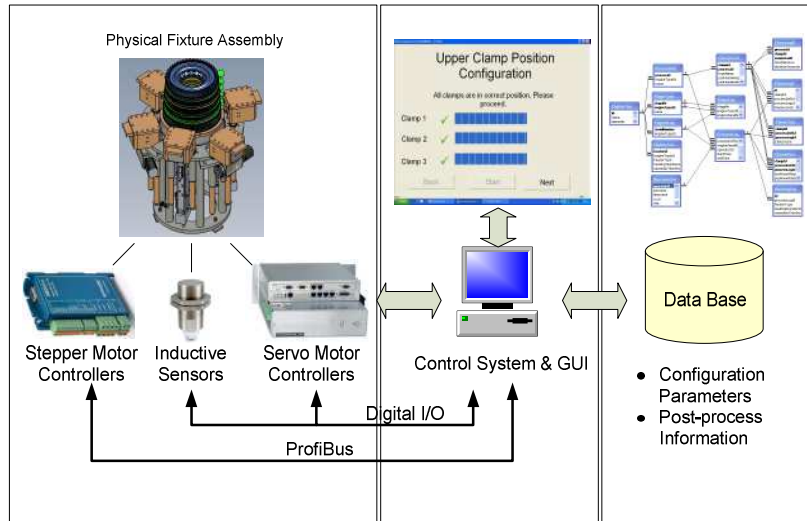 Physical Fixture Assembly
Upper Clamp Position
Configuration
All clamps are in correct position. Please
proceed.
Clamp 1
Clamp 2
Clamp 3
Back
Start
Next
Stepper Motor
Controllers
Inductive
Sensors
Servo Motor
Controllers
Control System & GUI
Data Base
Configuration
Parameters
Post-process
Information
Digital I/O
ProfiBus